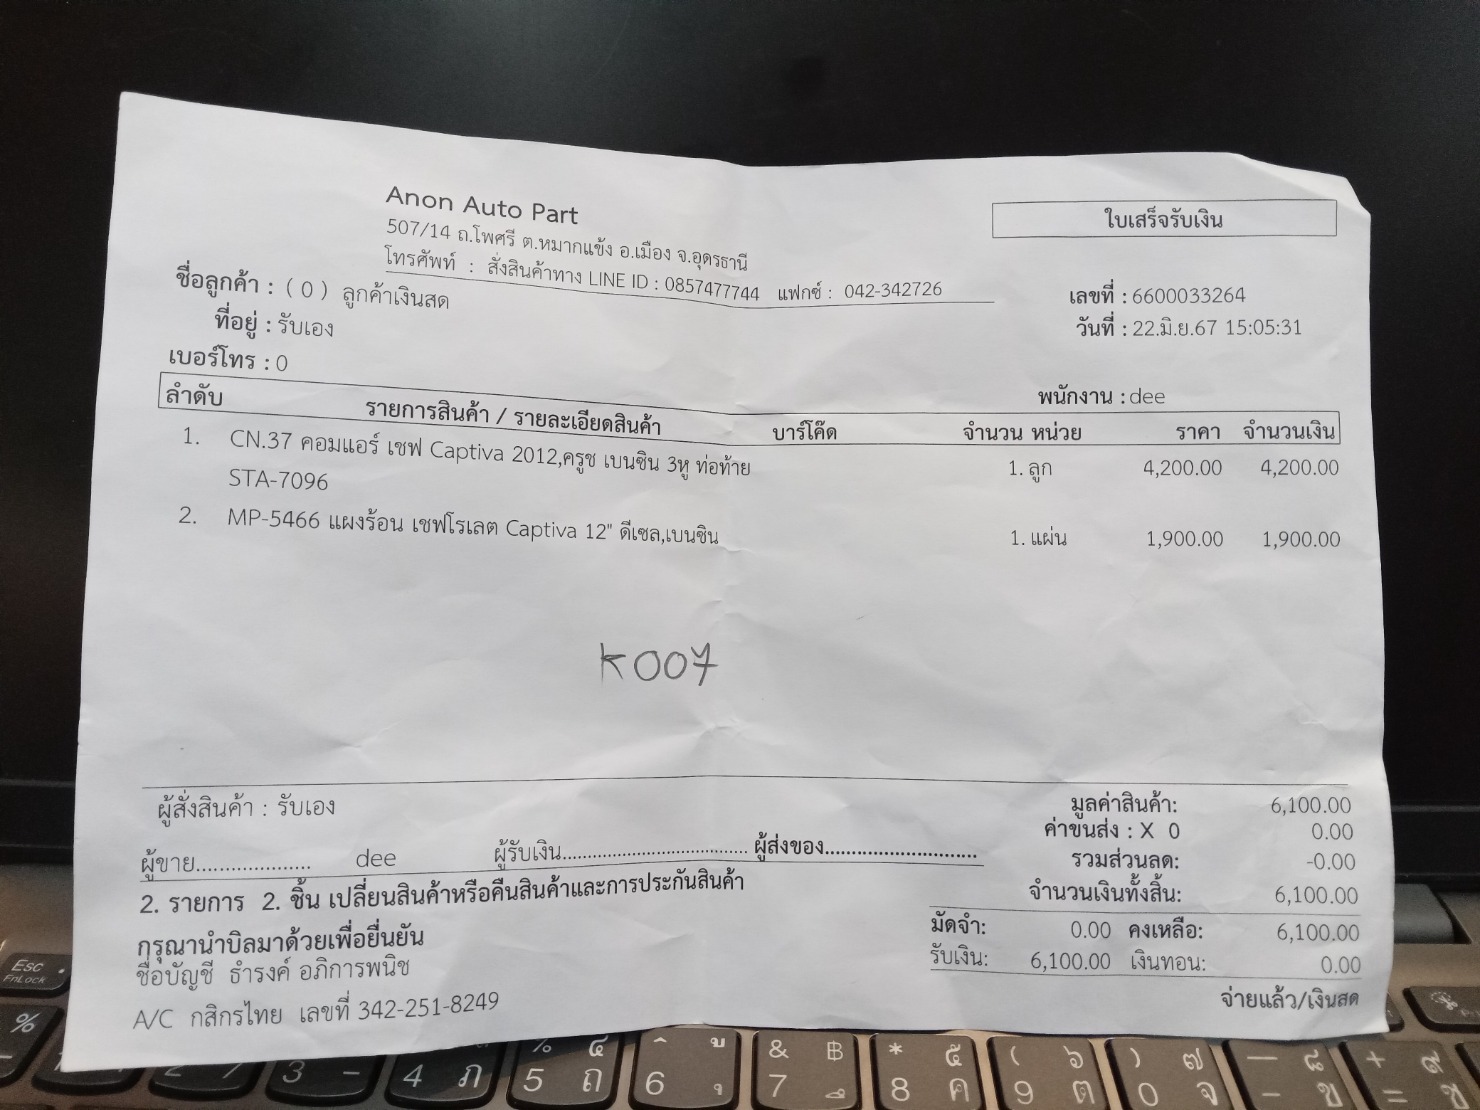 Anon Auto Part
507/14 ถ.โพศรี ต.หมากแข้ง อ.เมือง จ.อุดรธานี
โทรศัพท์ : สั่งสินค้าทาง LINE ID : 0857477744 แฟกซ์ : 042-342726
ใบเสร็จรับเงิน
ชื่อลูกค้า : ( 0 ) ลูกค้าเงินสด
เลขที่ : 6600033264
ที่อยู่ : รับเอง
วันที่ : 22.มิ.ย.67 15:05:31
เบอร์โทร : 0
พนักงาน : dee
ลำดับ รายการสินค้า / รายละเอียดสินค้า บาร์โค๊ด จำนวน หน่วย ราคา จำนวนเงิน
1. CN.37 คอมแอร์ เชฟ Captiva 2012,ครูช เบนซิน 3หู ท่อท้าย 1. ลูก 4,200.00 4,200.00
STA-7096
2. MP-5466 แผงร้อน เชฟโรเลต Captiva 12" ดีเซล,เบนซิน 1. แผ่น 1,900.00 1,900.00
K007
ผู้สั่งสินค้า : รับเอง
มูลค่าสินค้า: 6,100.00
ค่าขนส่ง : X 0 0.00
ผู้ขาย.................... dee ผู้รับเงิน................................... ผู้ส่งของ............................
รวมส่วนลด: -0.00
2. รายการ 2. ชิ้น เปลี่ยนสินค้าหรือคืนสินค้าและการประกันสินค้า
จำนวนเงินทั้งสิ้น: 6,100.00
กรุณานำบิลมาด้วยเพื่อยื่นยัน
มัดจำ: 0.00 คงเหลือ: 6,100.00
ชื่อบัญชี ธำรงค์ อภิการพนิช
รับเงิน: 6,100.00 เงินทอน: 0.00
A/C กสิกรไทย เลขที่ 342-251-8249
จ่ายแล้ว/เงินสด
Esc
FnLock
%
3 -
4 ภ
% ๔
5 ถ
6 ุ
& ฿
7 ึ
* ๕
8 ค
( ๖
9 ต
) ๗
0 จ
_ ๘
- ข
+ ๙
= ช